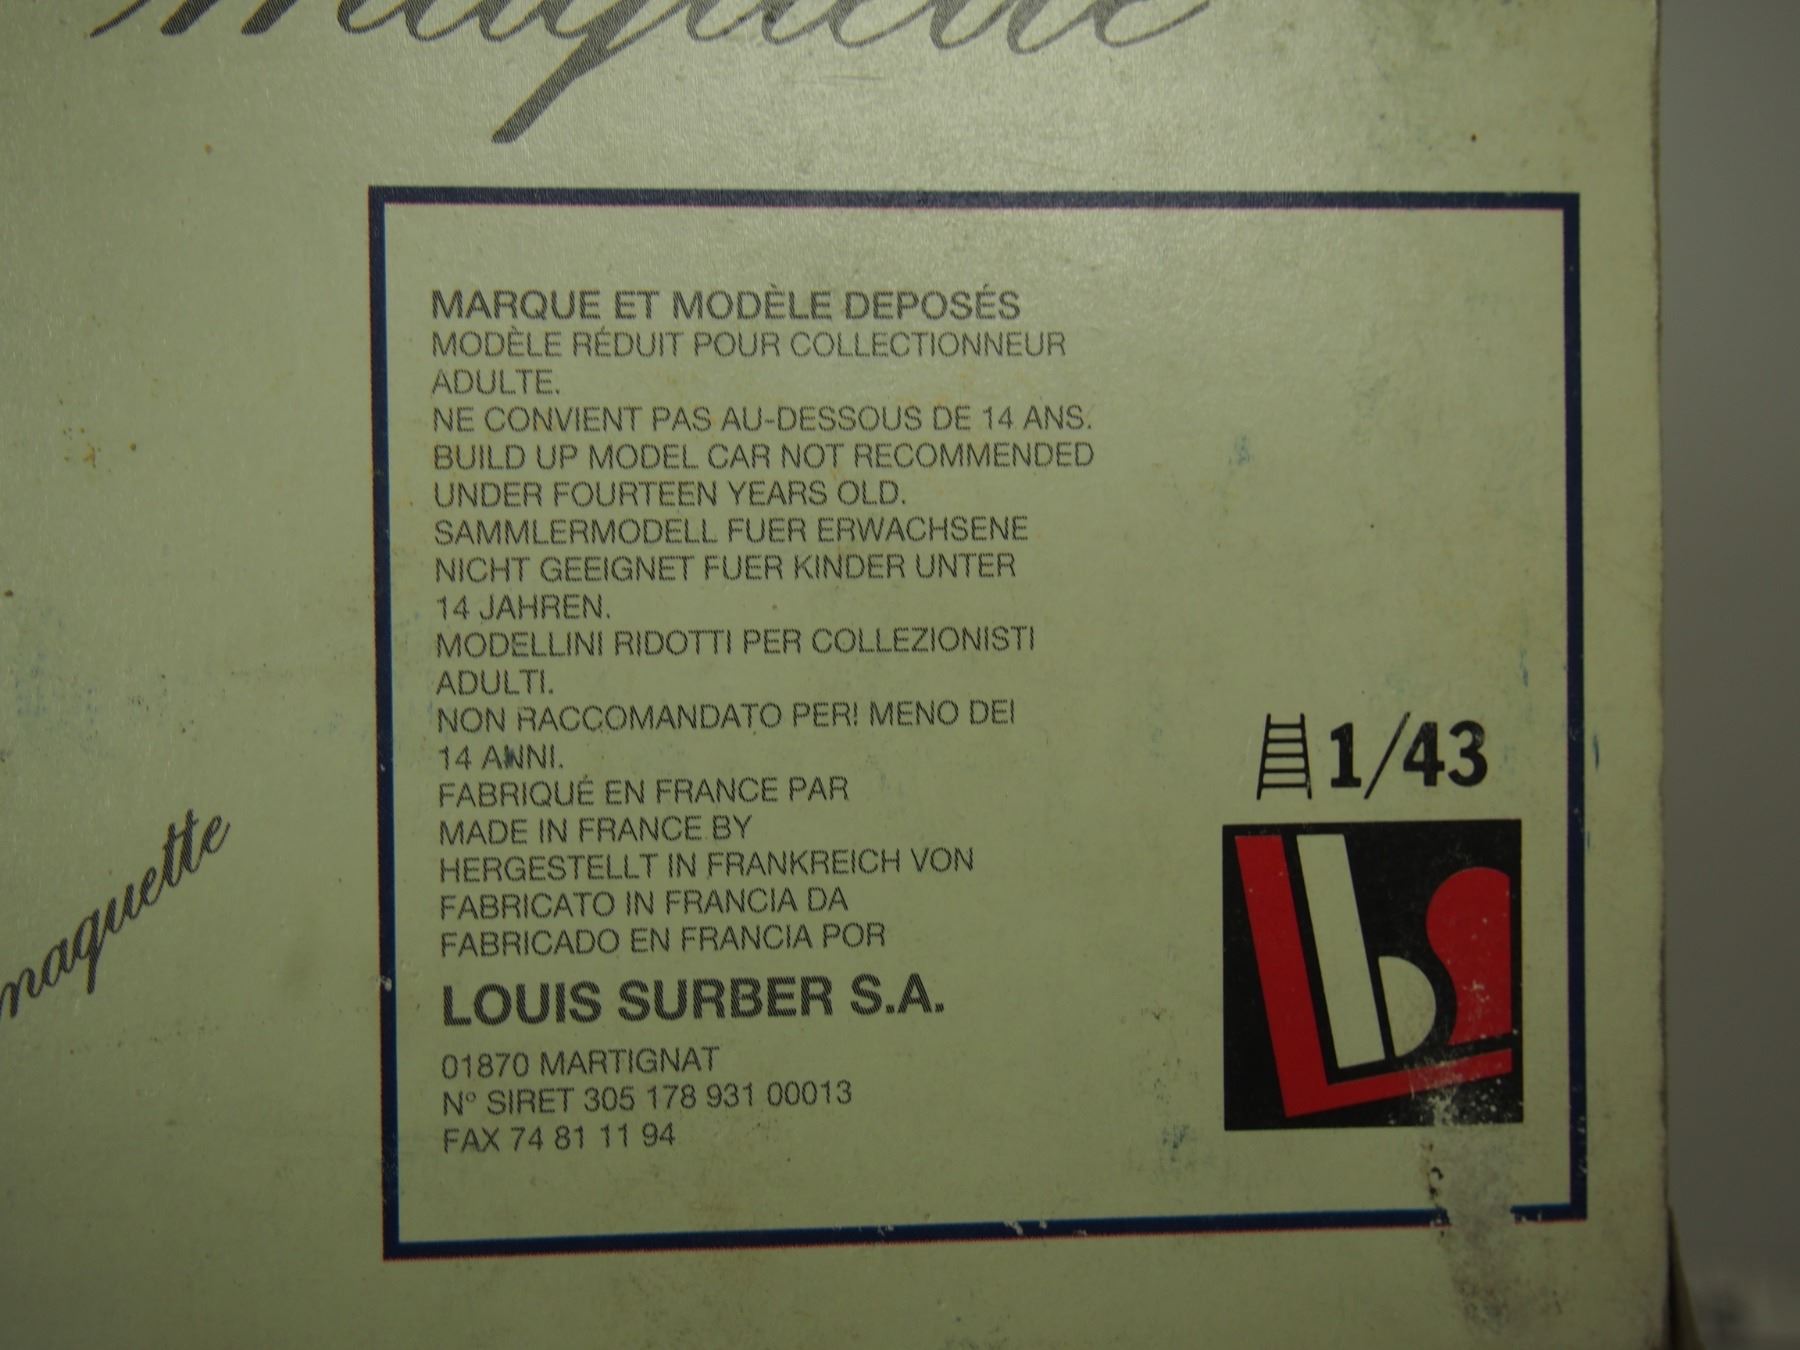 maquette
MARQUE ET MODÈLE DEPOSÉS
MODÈLE RÉDUIT POUR COLLECTIONNEUR
ADULTE.
NE CONVIENT PAS AU-DESSOUS DE 14 ANS.
BUILD UP MODEL CAR NOT RECOMMENDED
UNDER FOURTEEN YEARS OLD.
SAMMLERMODELL FUER ERWACHSENE
NICHT GEEIGNET FUER KINDER UNTER
14 JAHREN.
MODELLINI RIDOTTI PER COLLEZIONISTI
ADULTI.
NON RACCOMANDATO PER! MENO DEI
14 ANNI.
FABRIQUÉ EN FRANCE PAR
MADE IN FRANCE BY
HERGESTELLT IN FRANKREICH VON
FABRICATO IN FRANCIA DA
FABRICADO EN FRANCIA POR
LOUIS SURBER S.A.
01870 MARTIGNAT
N° SIRET 305 178 931 00013
FAX 74 81 11 94
1/43
Ls
maquette